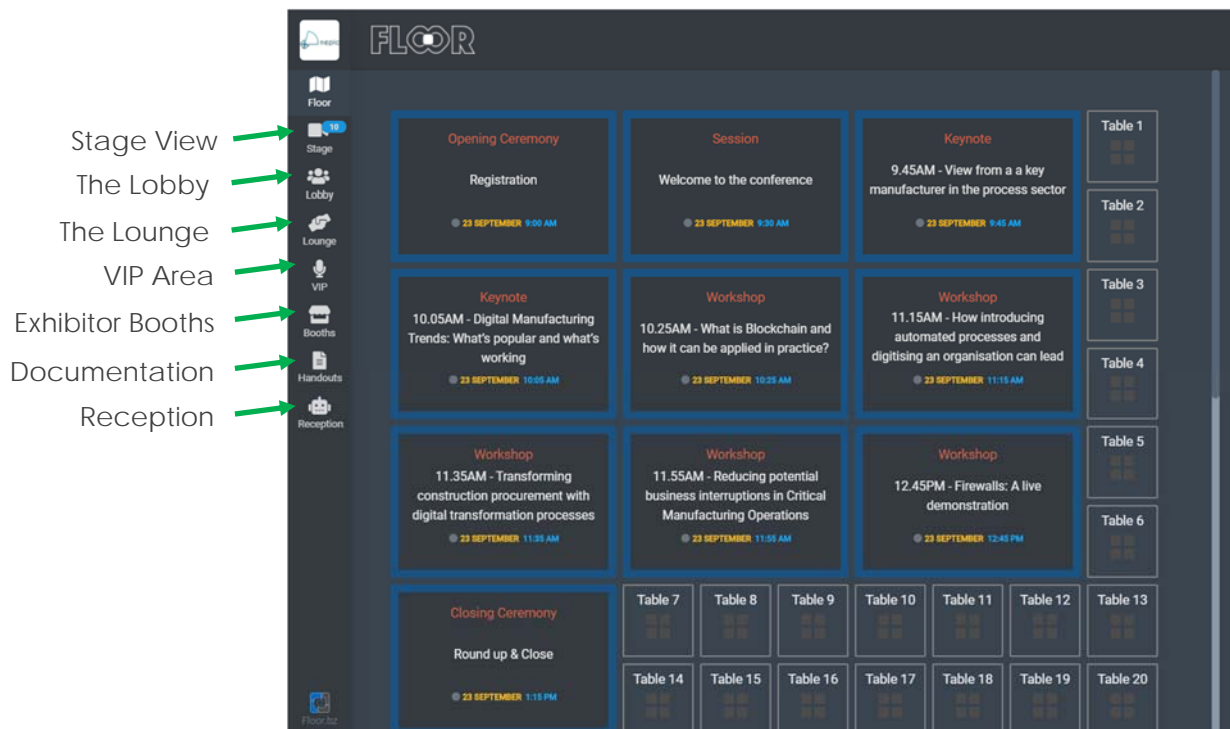 nepic
FLOOR
Floor
10
Stage
Lobby
Lounge
VIP
Booths
Handouts
Reception
Floor.bz
Stage View
The Lobby
The Lounge
VIP Area
Exhibitor Booths
Documentation
Reception
Opening Ceremony
Registration
23 SEPTEMBER 9:00 AM
Session
Welcome to the conference
23 SEPTEMBER 9:30 AM
Keynote
9.45AM - View from a a key
manufacturer in the process sector
23 SEPTEMBER 9:45 AM
Table 1
Table 2
Keynote
10.05AM - Digital Manufacturing
Trends: What's popular and what's
working
23 SEPTEMBER 10:05 AM
Workshop
10.25AM - What is Blockchain and
how it can be applied in practice?
23 SEPTEMBER 10:25 AM
Workshop
11.15AM - How introducing
automated processes and
digitising an organisation can lead
23 SEPTEMBER 11:15 AM
Table 3
Table 4
Workshop
11.35AM - Transforming
construction procurement with
digital transformation processes
23 SEPTEMBER 11:35 AM
Workshop
11.55AM - Reducing potential
business interruptions in Critical
Manufacturing Operations
23 SEPTEMBER 11:55 AM
Workshop
12.45PM - Firewalls: A live
demonstration
23 SEPTEMBER 12:45 PM
Table 5
Table 6
Closing Ceremony
Round up & Close
23 SEPTEMBER 1:15 PM
Table 7 Table 8 Table 9 Table 10 Table 11 Table 12 Table 13
Table 14 Table 15 Table 16 Table 17 Table 18 Table 19 Table 20